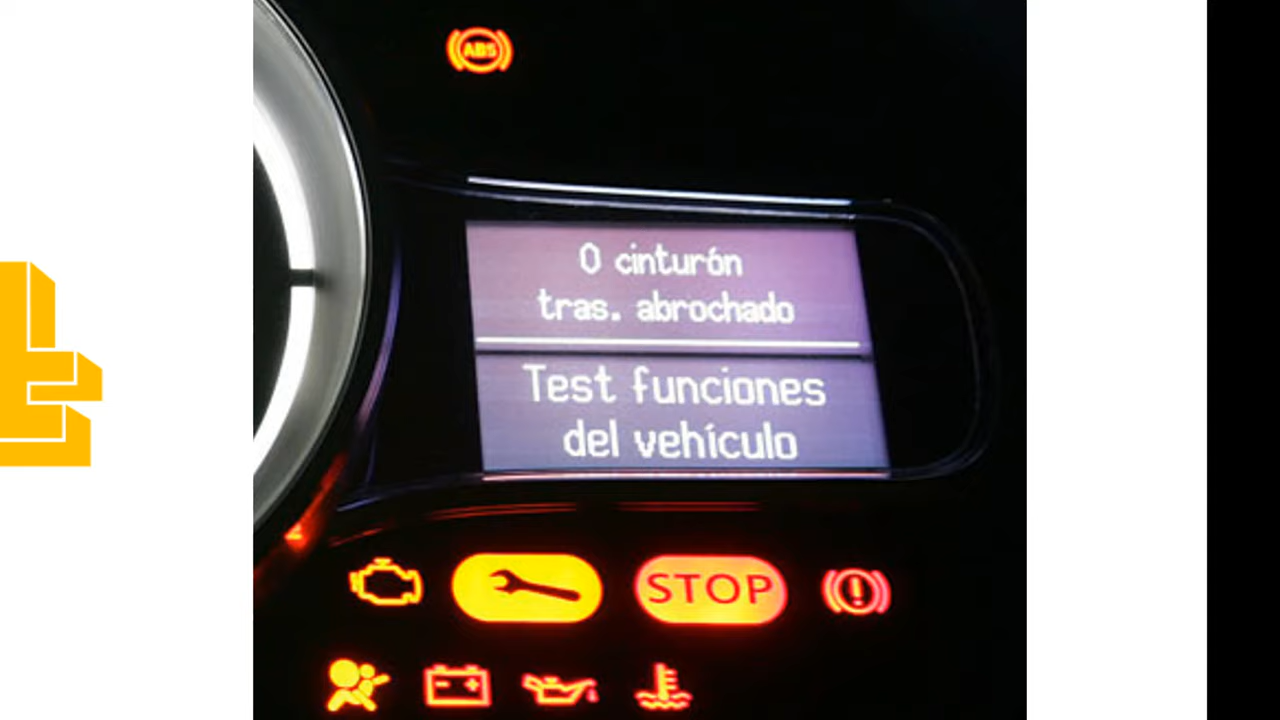 ABS
0 cinturón
tras. abrochado
Test funciones
del vehículo
STOP